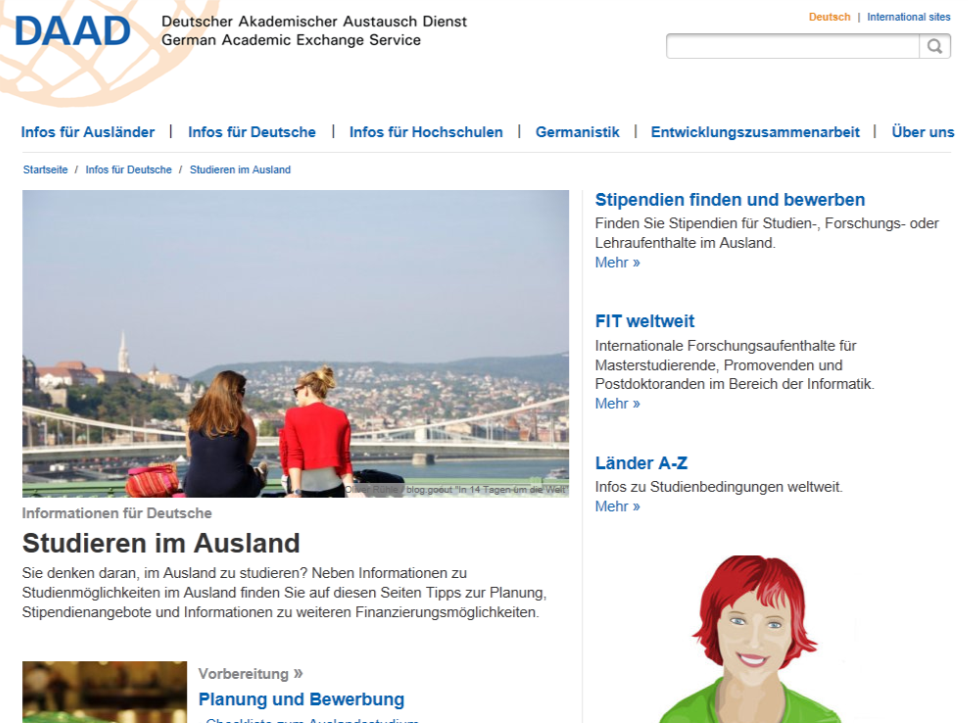 DAAD
Deutscher Akademischer Austausch Dienst
German Academic Exchange Service
Deutsch | International sites
Infos für Ausländer | Infos für Deutsche | Infos für Hochschulen | Germanistik | Entwicklungszusammenarbeit | Über uns
Startseite / Infos für Deutsche / Studieren im Ausland
blog.goout "In 14 Tagen um die Welt"
Informationen für Deutsche
Studieren im Ausland
Sie denken daran, im Ausland zu studieren? Neben Informationen zu
Studienmöglichkeiten im Ausland finden Sie auf diesen Seiten Tipps zur Planung,
Stipendienangebote und Informationen zu weiteren Finanzierungsmöglichkeiten.
Vorbereitung »
Planung und Bewerbung
Checkliste zum Auslandsstudium
Stipendien finden und bewerben
Finden Sie Stipendien für Studien-, Forschungs- oder
Lehraufenthalte im Ausland.
Mehr »
FIT weltweit
Internationale Forschungsaufenthalte für
Masterstudierende, Promovenden und
Postdoktoranden im Bereich der Informatik.
Mehr »
Länder A-Z
Infos zu Studienbedingungen weltweit.
Mehr »